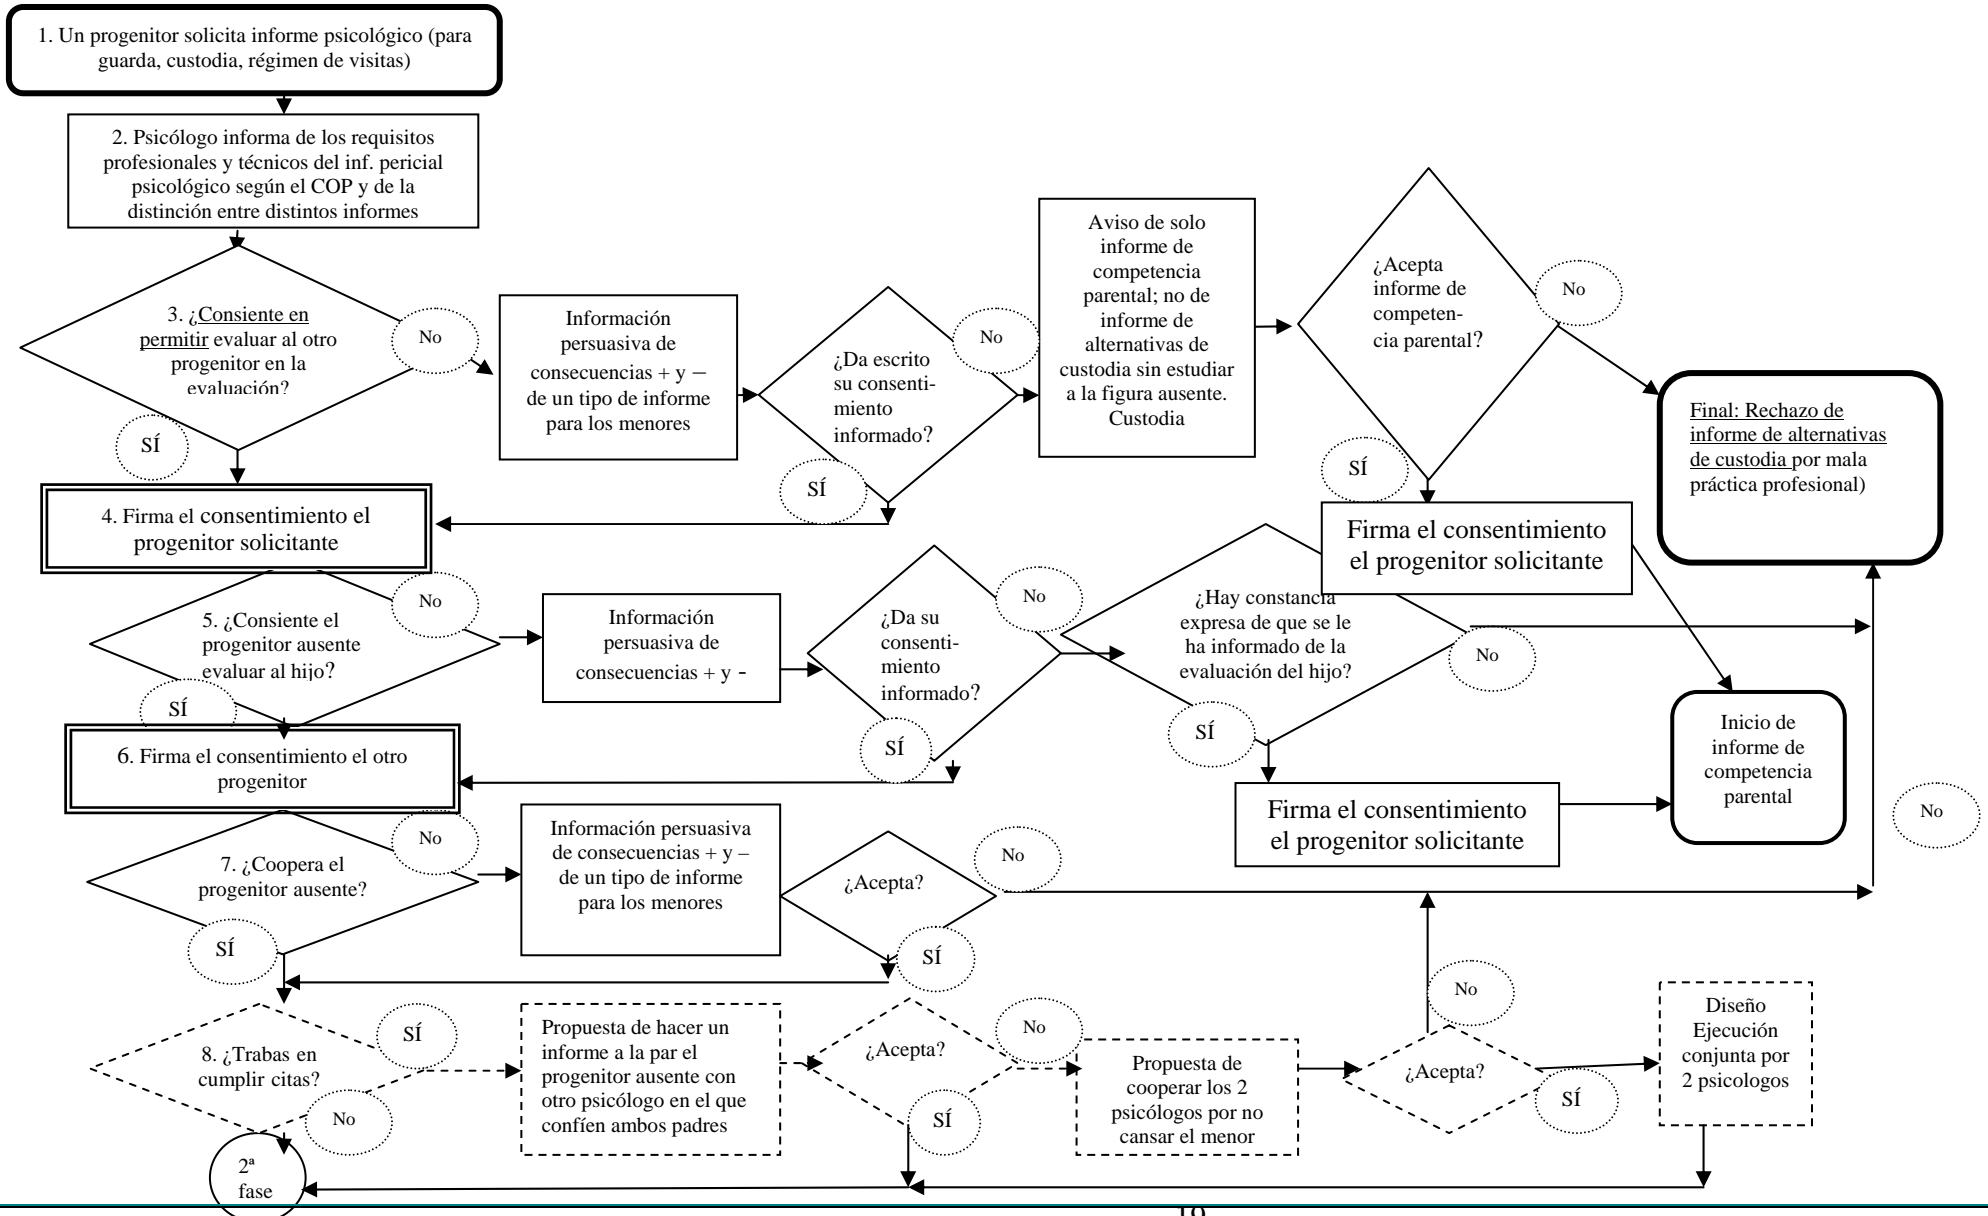 1. Un progenitor solicita informe psicológico (para
guarda, custodia, régimen de visitas)
2. Psicólogo informa de los requisitos
profesionales y técnicos del inf. pericial
psicológico según el COP y de la
distinción entre distintos informes
3. ¿Consiente en
permitir evaluar al otro
progenitor en la
evaluación?
No
SÍ
Información
persuasiva de
consecuencias + y –
de un tipo de informe
para los menores
¿Da escrito
su consenti-
miento
informado?
No
SÍ
Aviso de solo
informe de
competencia
parental; no de
informe de
alternativas de
custodia sin estudiar
a la figura ausente.
Custodia
¿Acepta
informe de
competen-
cia parental?
No
SÍ
Final: Rechazo de
informe de alternativas
de custodia por mala
práctica profesional)
4. Firma el consentimiento el
progenitor solicitante
Firma el consentimiento
el progenitor solicitante
5. ¿Consiente el
progenitor ausente
evaluar al hijo?
No
SÍ
Información
persuasiva de
consecuencias + y -
¿Da su
consenti-
miento
informado?
No
SÍ
¿Hay constancia
expresa de que se le
ha informado de la
evaluación del hijo?
No
SÍ
Inicio de
informe de
competencia
parental
6. Firma el consentimiento el otro
progenitor
Firma el consentimiento
el progenitor solicitante
No
7. ¿Coopera el
progenitor ausente?
No
SÍ
Información persuasiva
de consecuencias + y –
de un tipo de informe
para los menores
¿Acepta?
No
SÍ
8. ¿Trabas en
cumplir citas?
SÍ
No
Propuesta de hacer un
informe a la par el
progenitor ausente con
otro psicólogo en el que
confíen ambos padres
¿Acepta?
No
SÍ
Propuesta de
cooperar los 2
psicólogos por no
cansar el menor
¿Acepta?
No
SÍ
Diseño
Ejecución
conjunta por
2 psicologos
2ª
fase
19